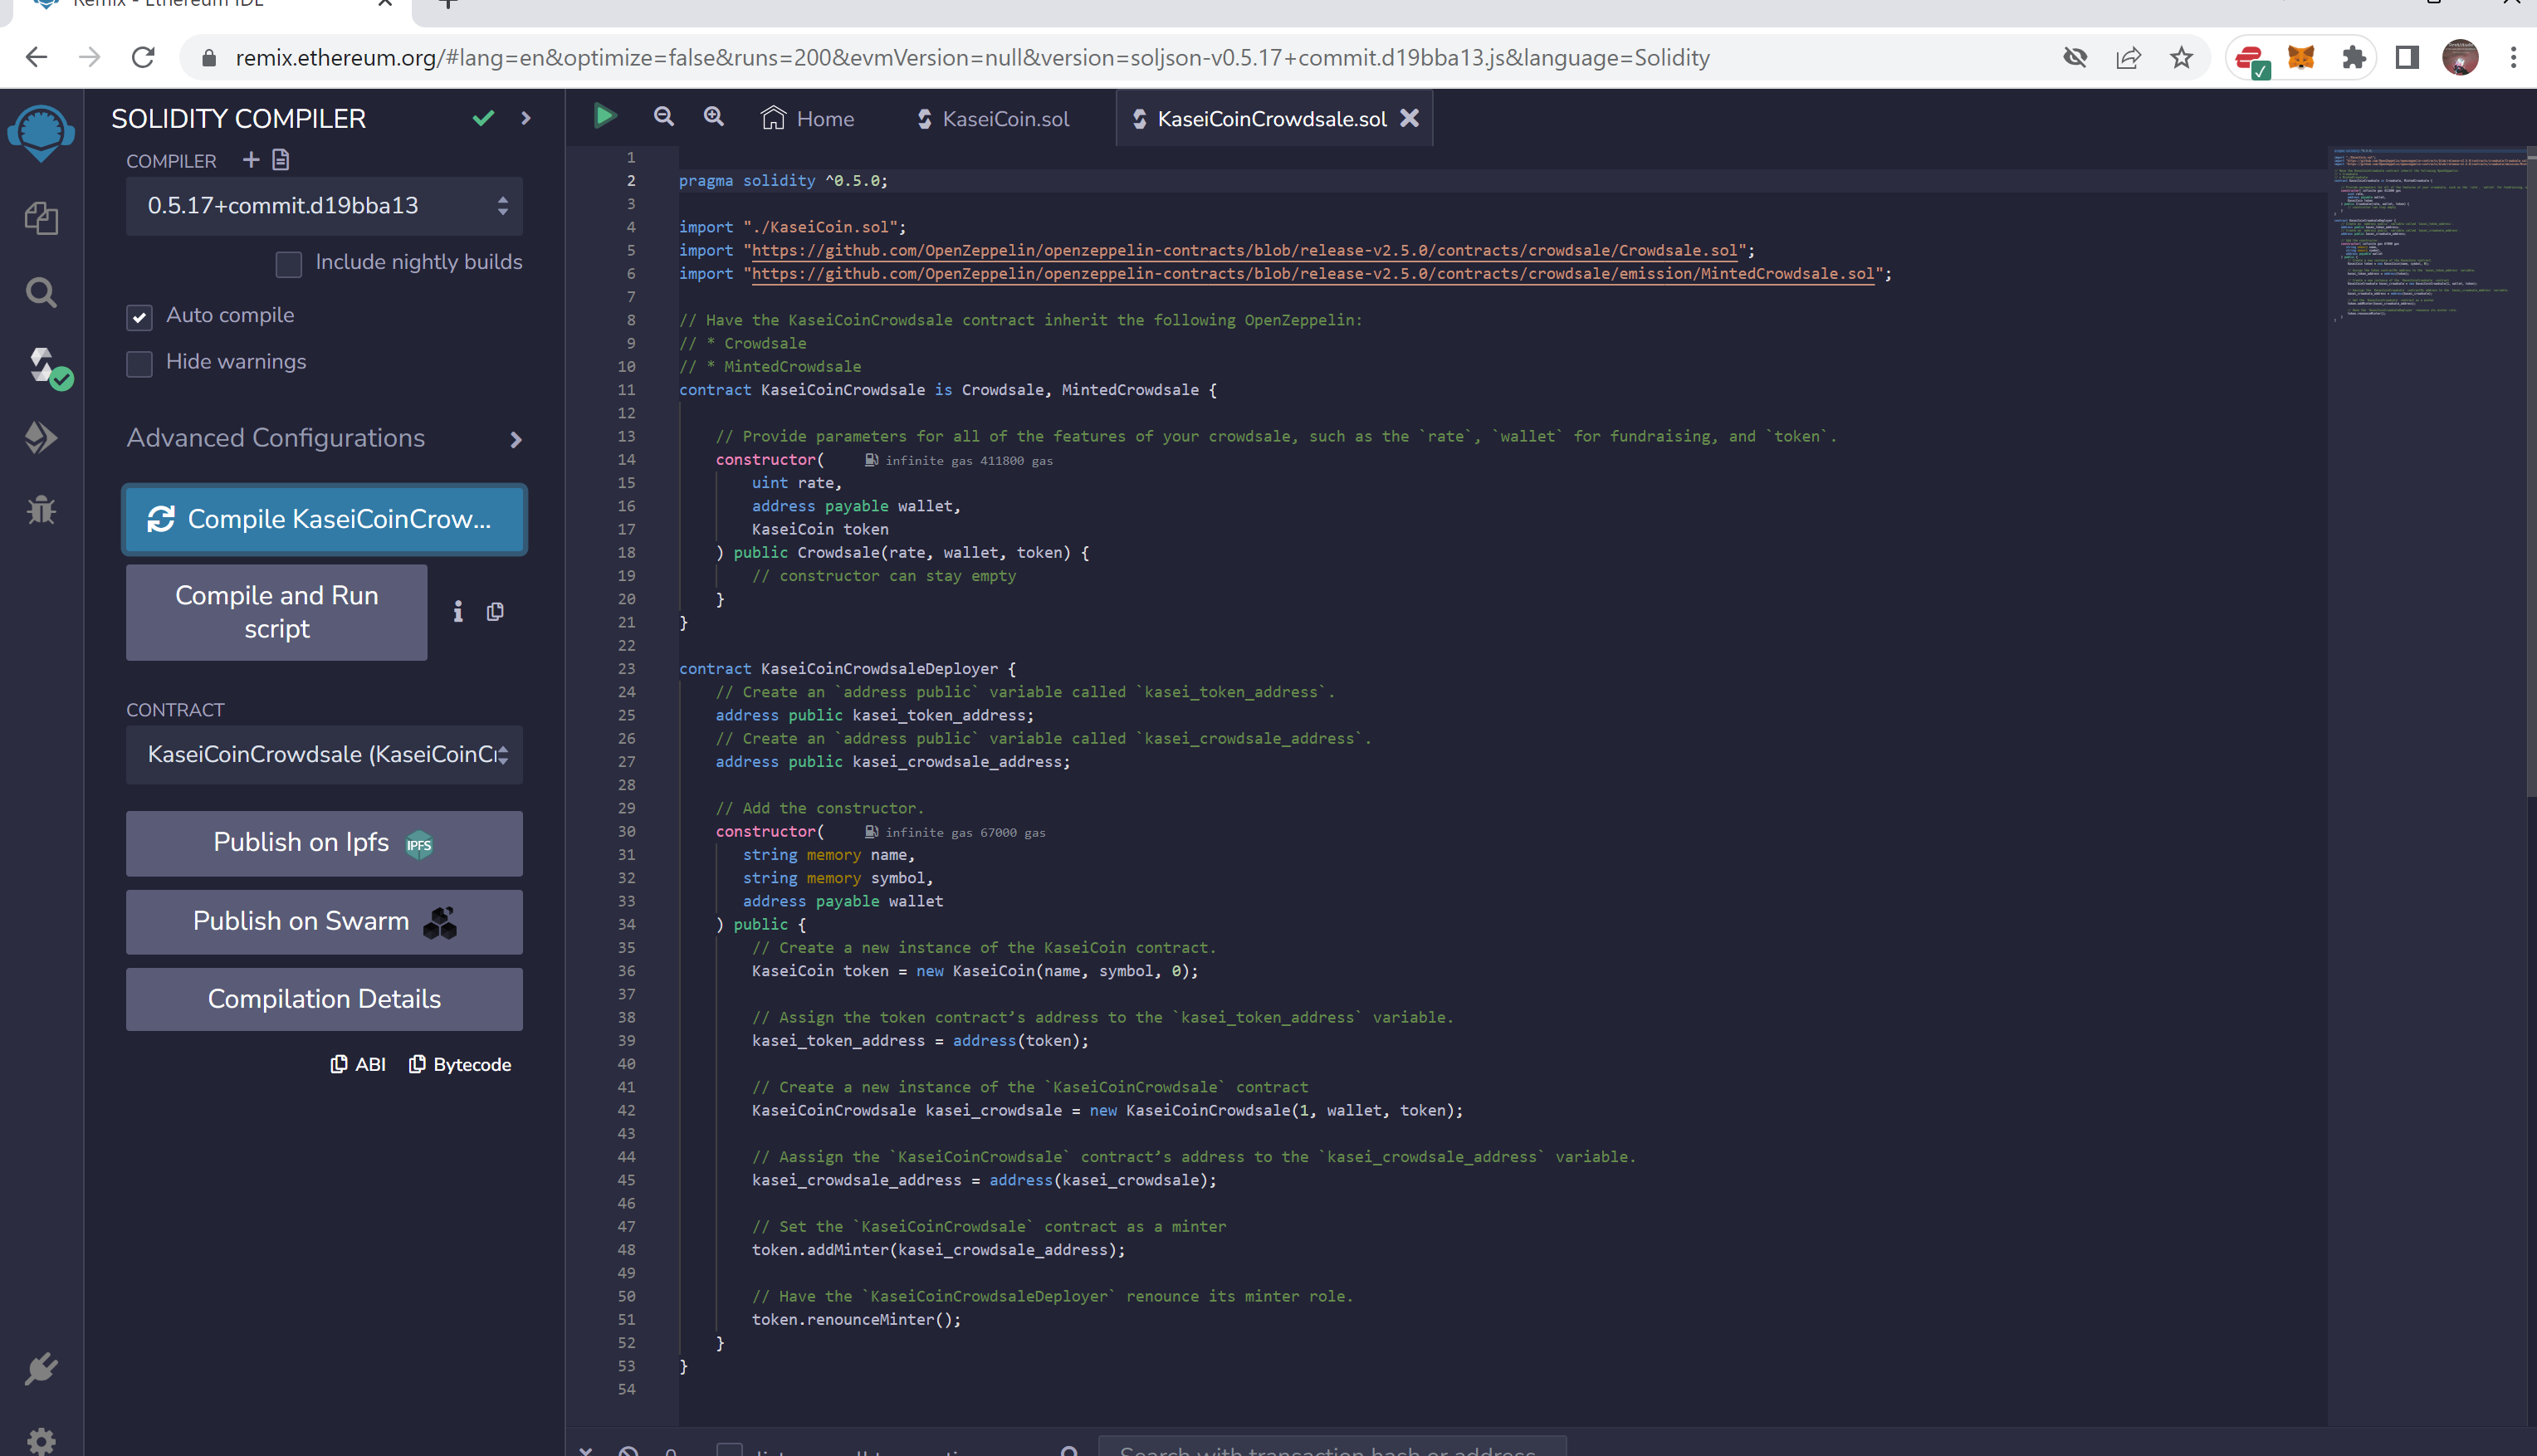 Remix - Ethereum IDE
remix.ethereum.org/#lang=en&optimize=false&runs=200&evmVersion=null&version=soljson-v0.5.17+commit.d19bba13.js&language=Solidity
SOLIDITY COMPILER
COMPILER
0.5.17+commit.d19bba13
Include nightly builds
Auto compile
Hide warnings
Advanced Configurations
Compile KaseiCoinCrow...
Compile and Run
script
CONTRACT
KaseiCoinCrowdsale (KaseiCoinCr
Publish on Ipfs IPFS
Publish on Swarm
Compilation Details
ABI Bytecode
Home KaseiCoin.sol KaseiCoinCrowdsale.sol
1
2 pragma solidity ^0.5.0;
3
4 import "./KaseiCoin.sol";
5 import "https://github.com/OpenZeppelin/openzeppelin-contracts/blob/release-v2.5.0/contracts/crowdsale/Crowdsale.sol";
6 import "https://github.com/OpenZeppelin/openzeppelin-contracts/blob/release-v2.5.0/contracts/crowdsale/emission/MintedCrowdsale.sol";
7
8 // Have the KaseiCoinCrowdsale contract inherit the following OpenZeppelin:
9 // * Crowdsale
10 // * MintedCrowdsale
11 contract KaseiCoinCrowdsale is Crowdsale, MintedCrowdsale {
12
13 // Provide parameters for all of the features of your crowdsale, such as the `rate`, `wallet` for fundraising, and `token`.
14 constructor( infinite gas 411800 gas
15 uint rate,
16 address payable wallet,
17 KaseiCoin token
18 ) public Crowdsale(rate, wallet, token) {
19 // constructor can stay empty
20 }
21 }
22
23 contract KaseiCoinCrowdsaleDeployer {
24 // Create an `address public` variable called `kasei_token_address`.
25 address public kasei_token_address;
26 // Create an `address public` variable called `kasei_crowdsale_address`.
27 address public kasei_crowdsale_address;
28
29 // Add the constructor.
30 constructor( infinite gas 67000 gas
31 string memory name,
32 string memory symbol,
33 address payable wallet
34 ) public {
35 // Create a new instance of the KaseiCoin contract.
36 KaseiCoin token = new KaseiCoin(name, symbol, 0);
37
38 // Assign the token contract’s address to the `kasei_token_address` variable.
39 kasei_token_address = address(token);
40
41 // Create a new instance of the `KaseiCoinCrowdsale` contract
42 KaseiCoinCrowdsale kasei_crowdsale = new KaseiCoinCrowdsale(1, wallet, token);
43
44 // Aassign the `KaseiCoinCrowdsale` contract’s address to the `kasei_crowdsale_address` variable.
45 kasei_crowdsale_address = address(kasei_crowdsale);
46
47 // Set the `KaseiCoinCrowdsale` contract as a minter
48 token.addMinter(kasei_crowdsale_address);
49
50 // Have the `KaseiCoinCrowdsaleDeployer` renounce its minter role.
51 token.renounceMinter();
52 }
53 }
54
0 Search with transaction hash or address